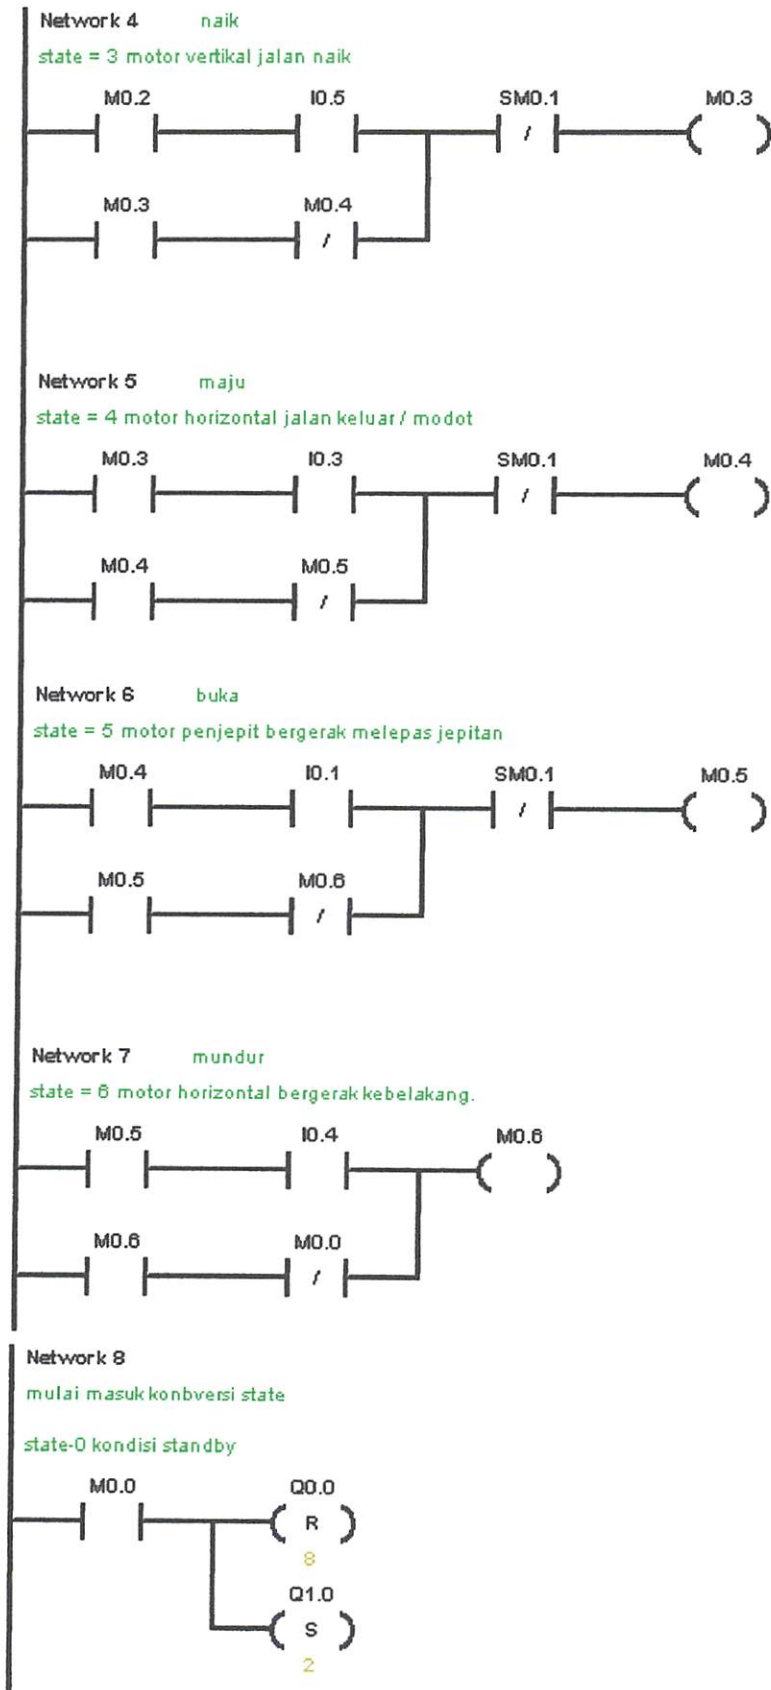 Network 4 naik
state = 3 motor vertikal jalan naik
M0.2 I0.5 SM0.1 M0.3
/
M0.3 M0.4
/
Network 5 maju
state = 4 motor horizontal jalan keluar / modot
M0.3 I0.3 SM0.1 M0.4
/
M0.4 M0.5
/
Network 6 buka
state = 5 motor penjepit bergerak melepas jepitan
M0.4 I0.1 SM0.1 M0.5
/
M0.5 M0.6
/
Network 7 mundur
state = 6 motor horizontal bergerak kebelakang.
M0.5 I0.4 M0.6
M0.6 M0.0
/
Network 8
mulai masuk konbversi state
state-0 kondisi standby
M0.0 Q0.0
R
8
Q1.0
S
2